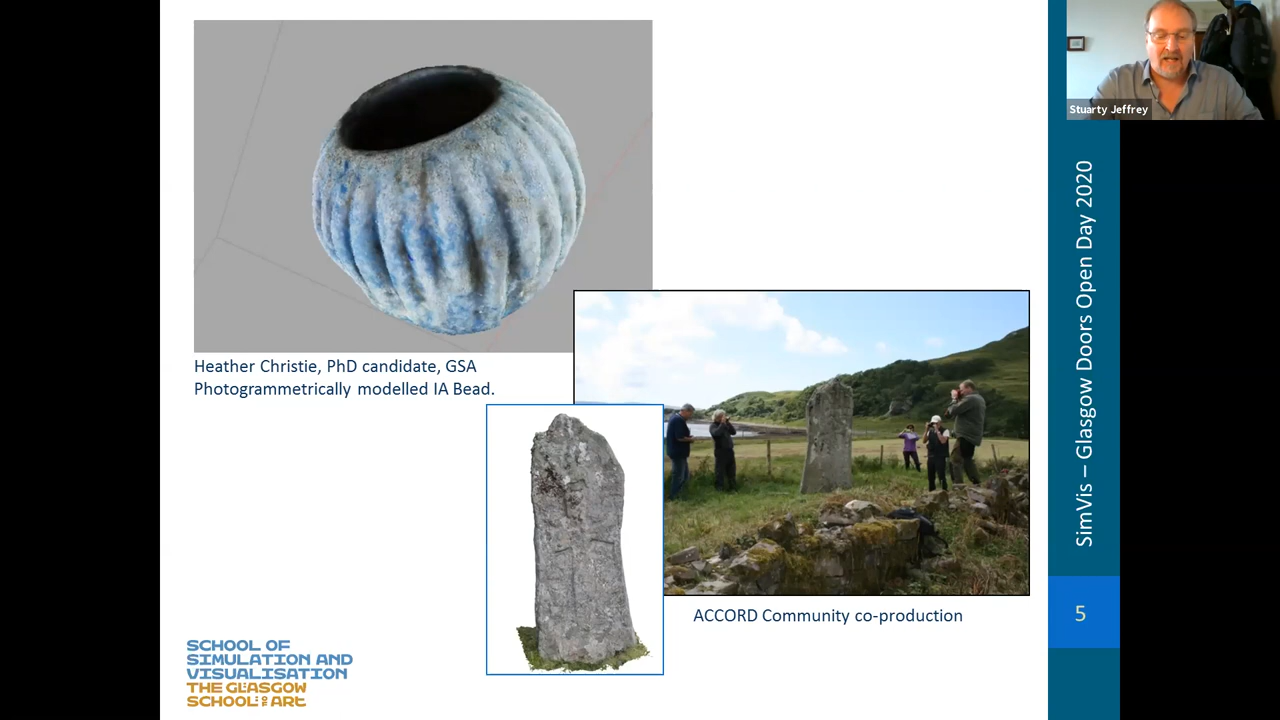 Stuarty Jeffrey
Heather Christie, PhD candidate, GSA
Photogrammetrically modelled IA Bead.
ACCORD Community co-production
SimVis – Glasgow Doors Open Day 2020
5
SCHOOL OF
SIMULATION AND
VISUALISATION
THE GLASGOW
SCHOOL OF ART